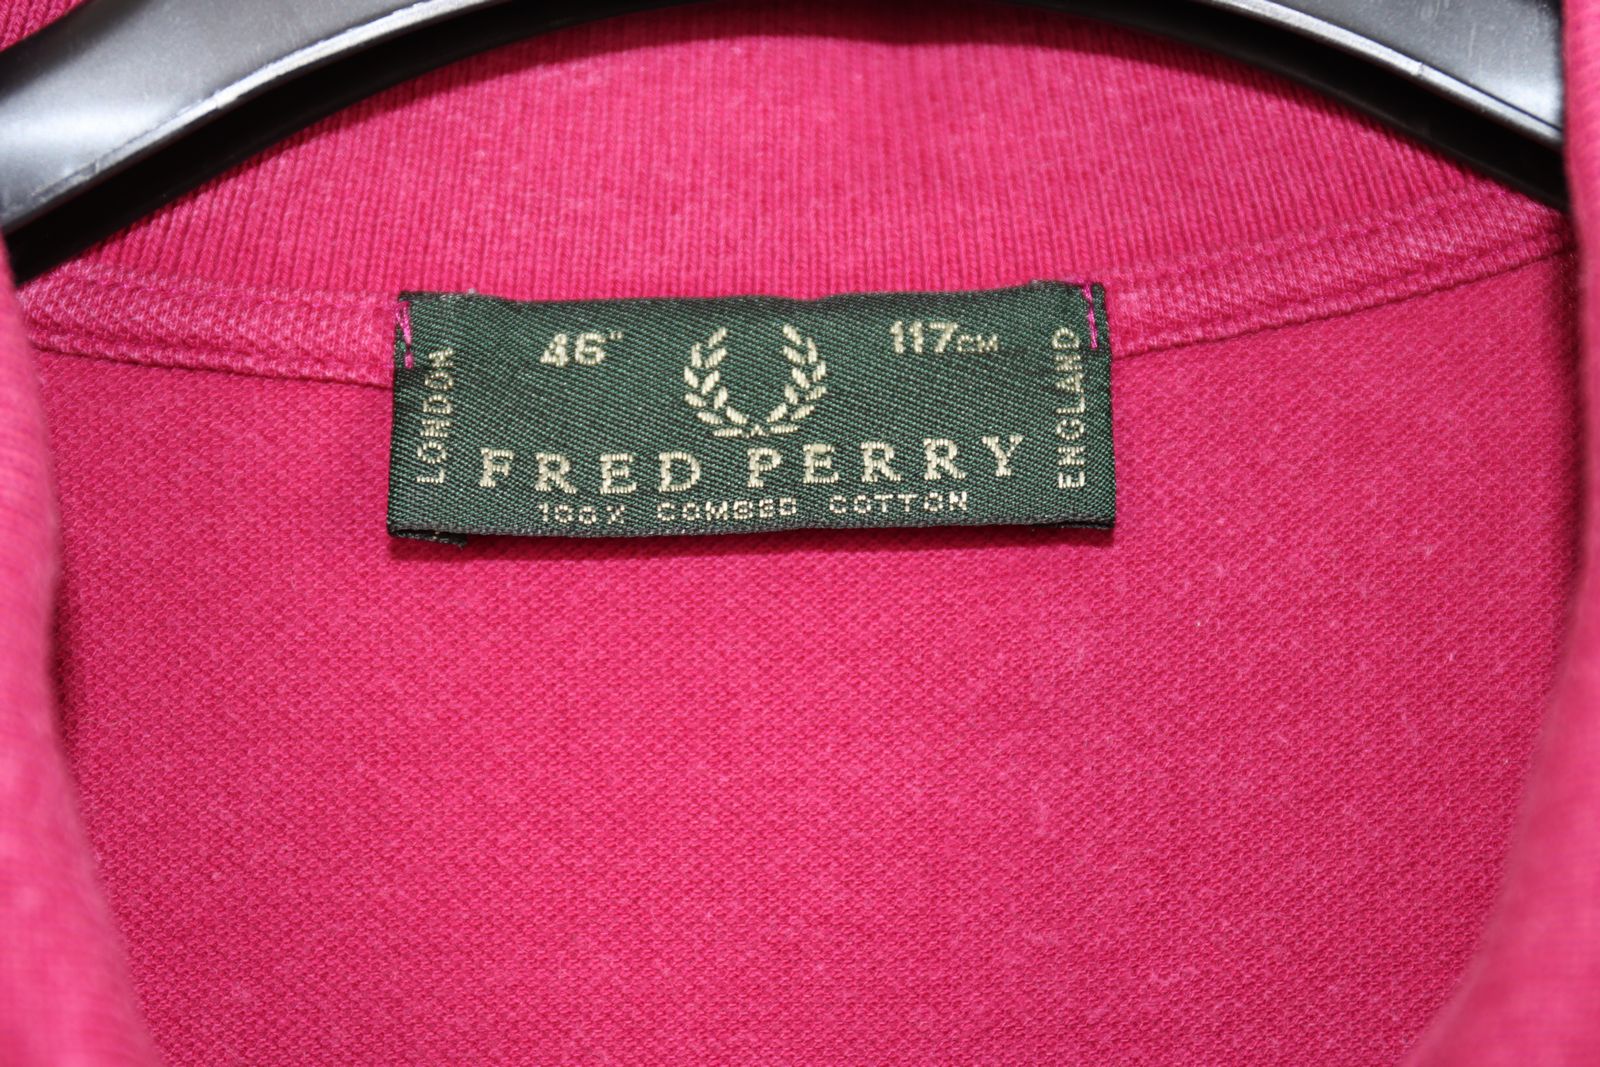 46" 117CM
LONDON
ENGLAND
FRED PERRY
100% COMBED COTTON